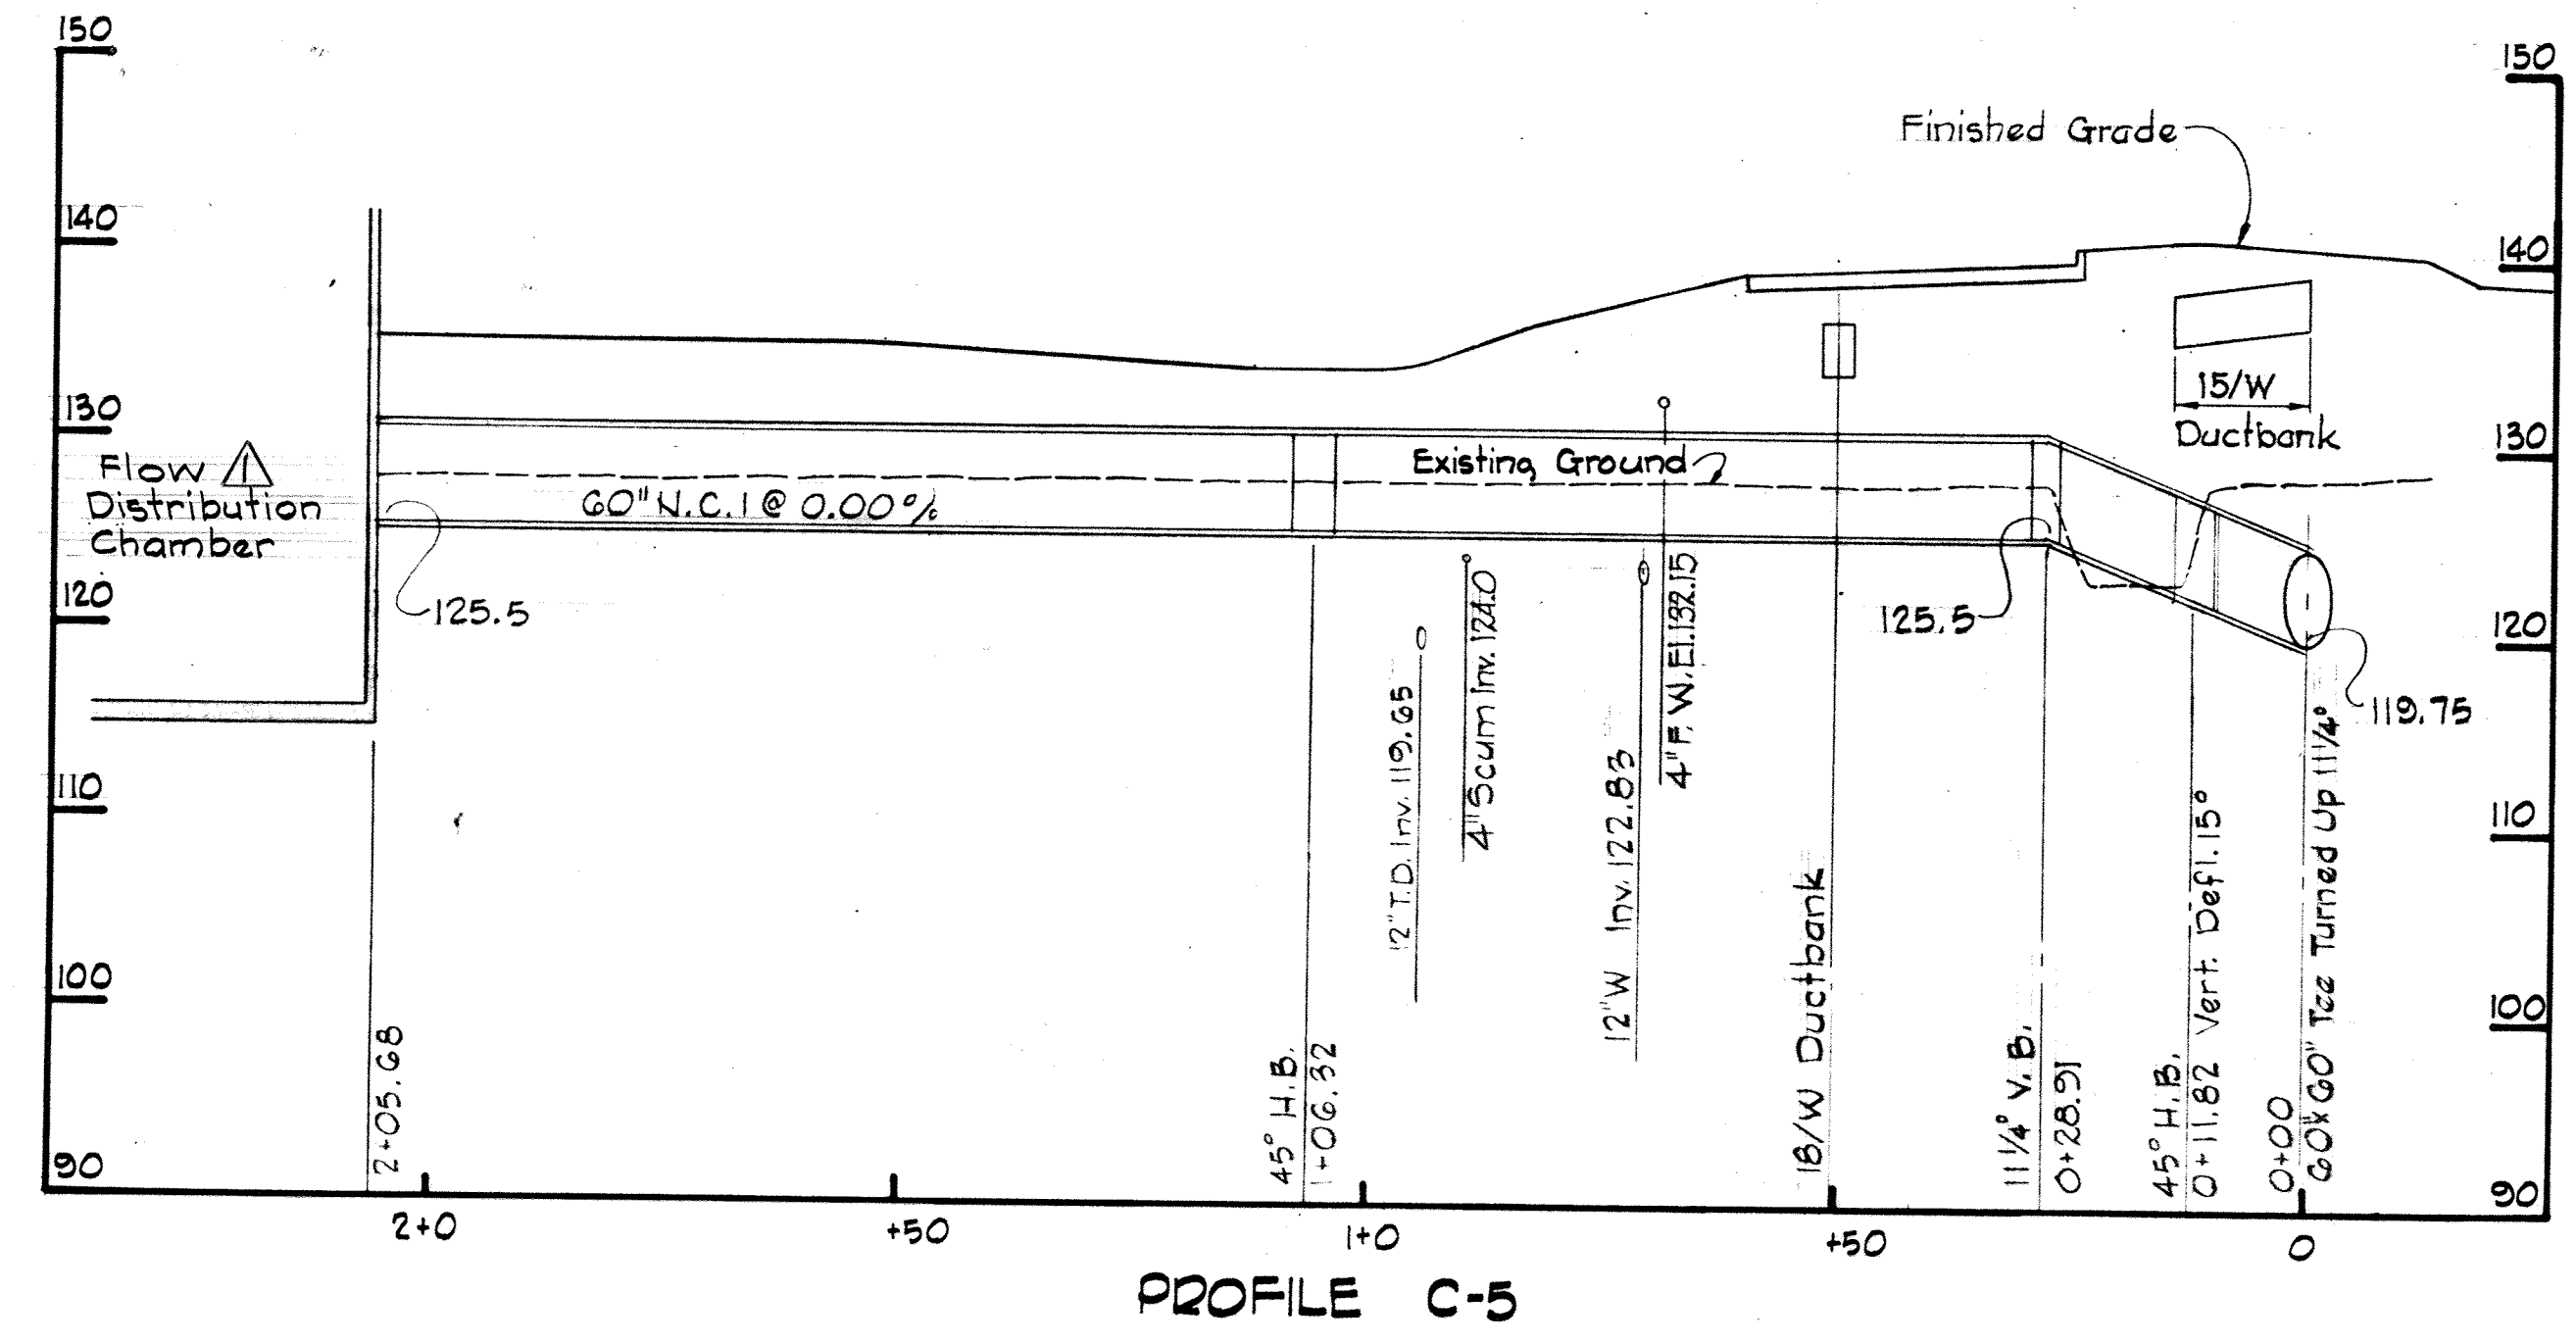 150
140
130
120
110
100
90
150
140
130
120
110
100
90
Finished Grade
15/W
Ductbank
Existing Ground
Flow 1
Distribution
Chamber
60" N.C.I @ 0.00%
125.5
125.5
119.75
2+05.68
45° H.B.
1+06.32
12" T.D. Inv. 119.65
4" Scum Inv. 124.0
12" W Inv. 122.83
4" F.W. El. 132.15
18/W Ductbank
11 1/4° V.B.
0+28.91
45° H.B.
0+11.82 Vert. Defl. 15°
0+00
60"x60" Tee Turned Up 11 1/4°
2+0
+50
1+0
+50
0
PROFILE C-5